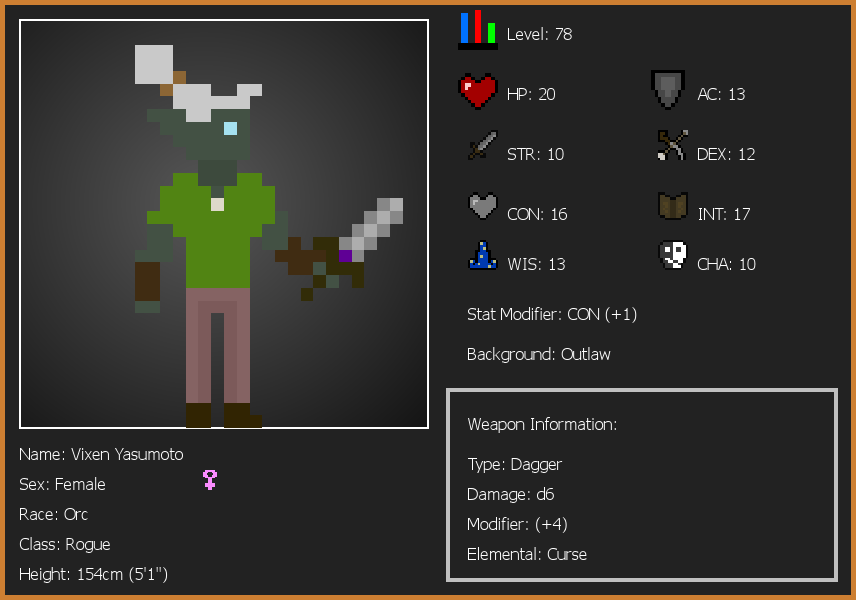 Level: 78
HP: 20
AC: 13
STR: 10
DEX: 12
CON: 16
INT: 17
WIS: 13
CHA: 10
Stat Modifier: CON (+1)
Background: Outlaw
Weapon Information:
Type: Dagger
Damage: d6
Modifier: (+4)
Elemental: Curse
Name: Vixen Yasumoto
Sex: Female
Race: Orc
Class: Rogue
Height: 154cm (5'1")